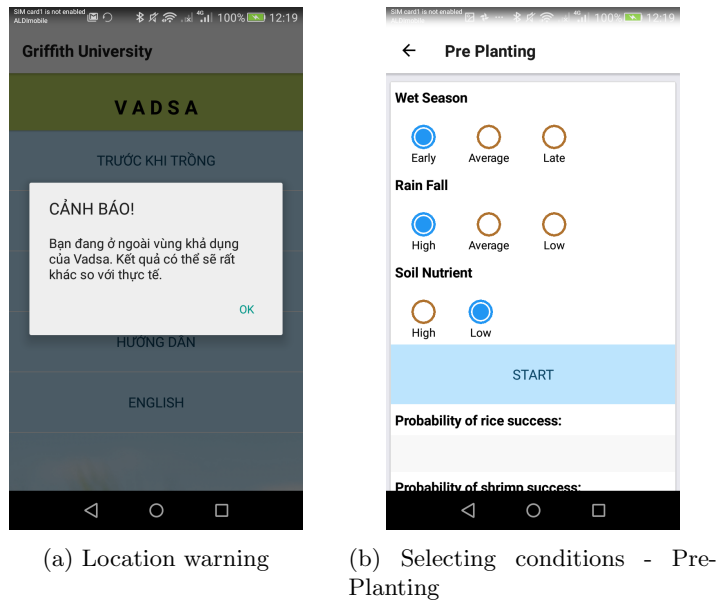 SIM card1 is not enabled
ALDImobile
4G
100%
12:19
Griffith University
VADSA
TRƯỚC KHI TRỒNG
CẢNH BÁO!
Bạn đang ở ngoài vùng khả dụng
của Vadsa. Kết quả có thể sẽ rất
khác so với thực tế.
OK
HƯỚNG DẪN
ENGLISH
(a) Location warning
SIM card1 is not enabled
ALDImobile
4G
100%
12:19
Pre Planting
Wet Season
Early
Average
Late
Rain Fall
High
Average
Low
Soil Nutrient
High
Low
START
Probability of rice success:
Probability of shrimp success:
(b) Selecting conditions - Pre-
Planting